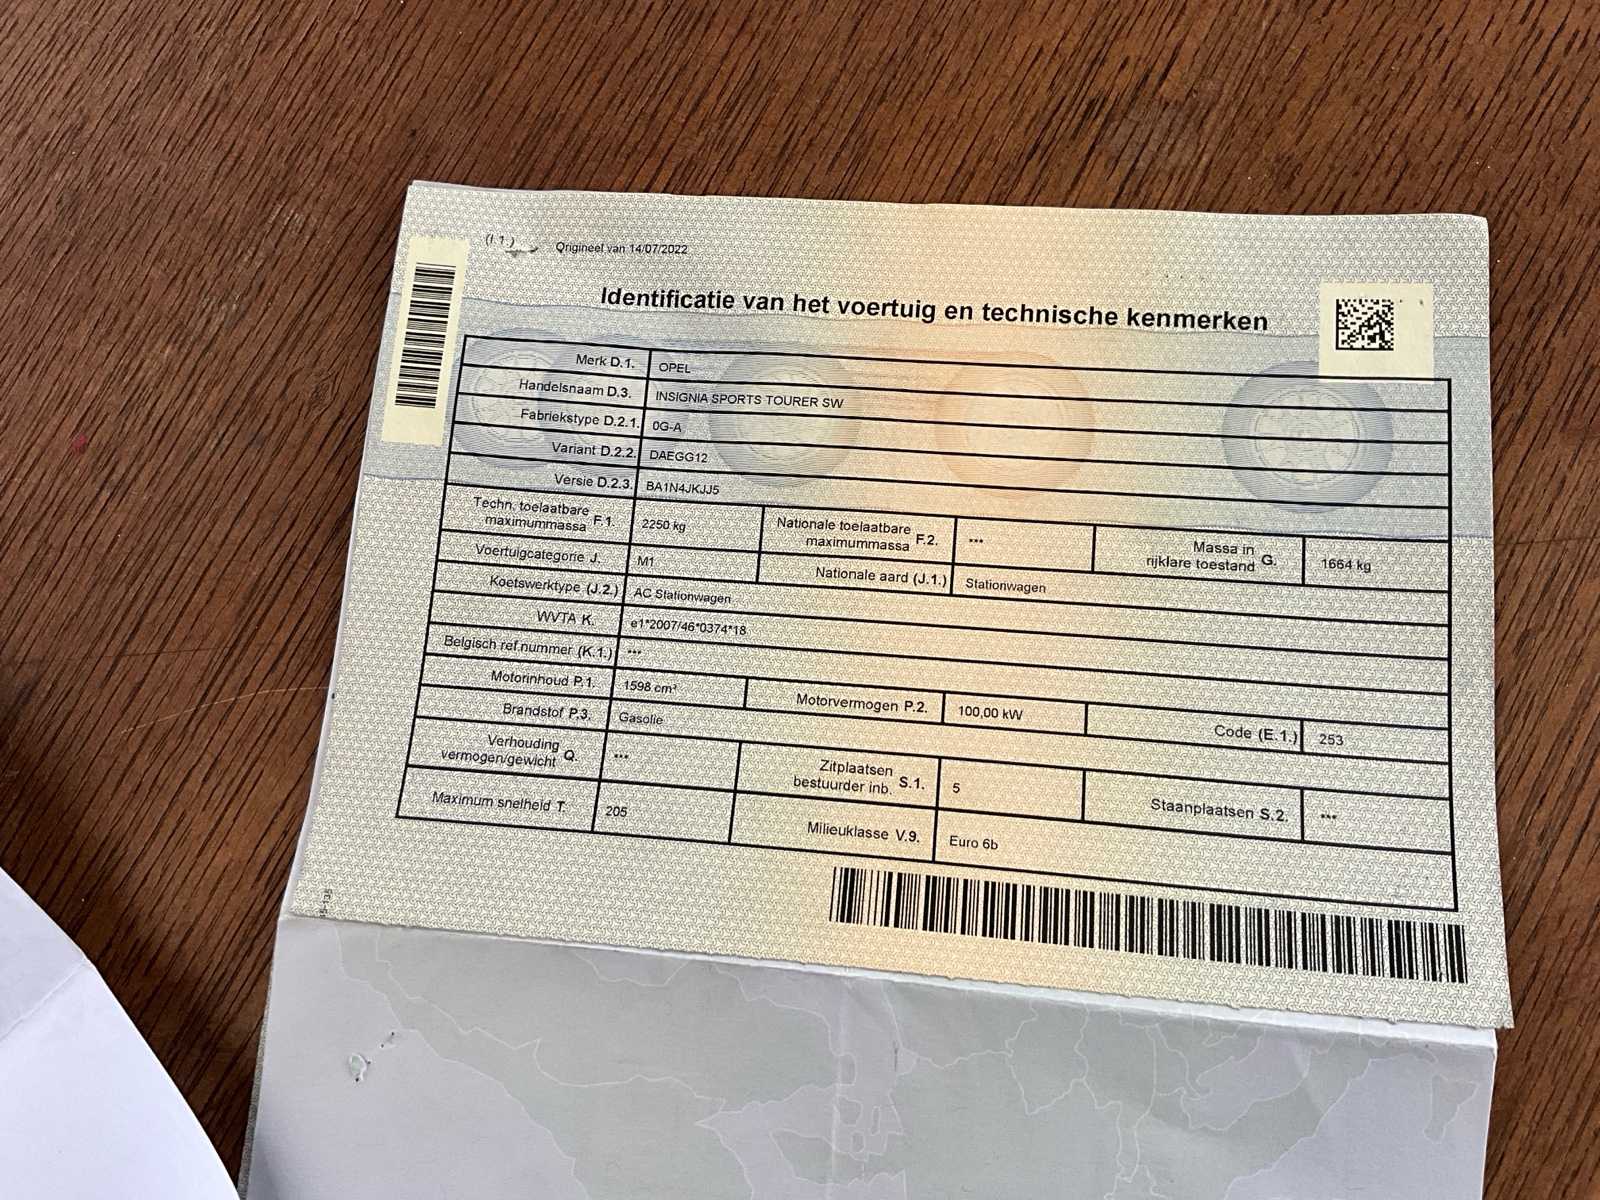 (I.1.) Origineel van 14/07/2022
Identificatie van het voertuig en technische kenmerken
Merk D.1. OPEL
Handelsnaam D.3. INSIGNIA SPORTS TOURER SW
Fabriekstype D.2.1. 0G-A
Variant D.2.2. DAEGG12
Versie D.2.3. BA1N4JKJJ5
Techn. toelaatbare maximummassa F.1. 2250 kg Nationale toelaatbare maximummassa F.2. *** Massa in rijklare toestand G. 1664 kg
Voertuigcategorie J. M1 Nationale aard (J.1.) Stationwagen
Koetswerktype (J.2.) AC Stationwagen
WVTA K. e1*2007/46*0374*18
Belgisch ref.nummer (K.1.) ***
Motorinhoud P.1. 1598 cm³ Motorvermogen P.2. 100,00 kW Code (E.1.) 253
Brandstof P.3. Gasolie
Verhouding vermogen/gewicht Q. *** Zitplaatsen bestuurder inb. S.1. 5 Staanplaatsen S.2. ***
Maximum snelheid T. 205 Milieuklasse V.9. Euro 6b